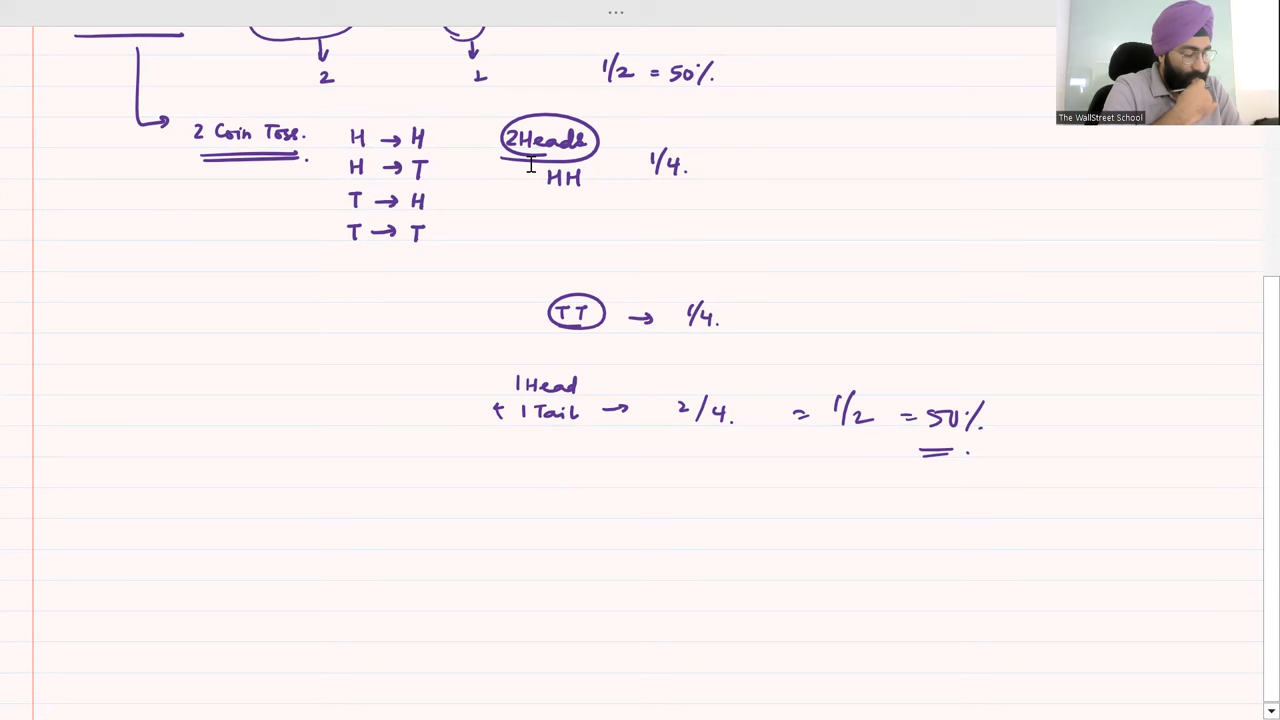 2
1
1/2 = 50%.
2 Coin Toss.
H → H
H → T
T → H
T → T
2Heads
HH
1/4.
TT → 1/4.
1 Head
+ 1 Tail → 2/4. = 1/2 = 50%.
The WallStreet School